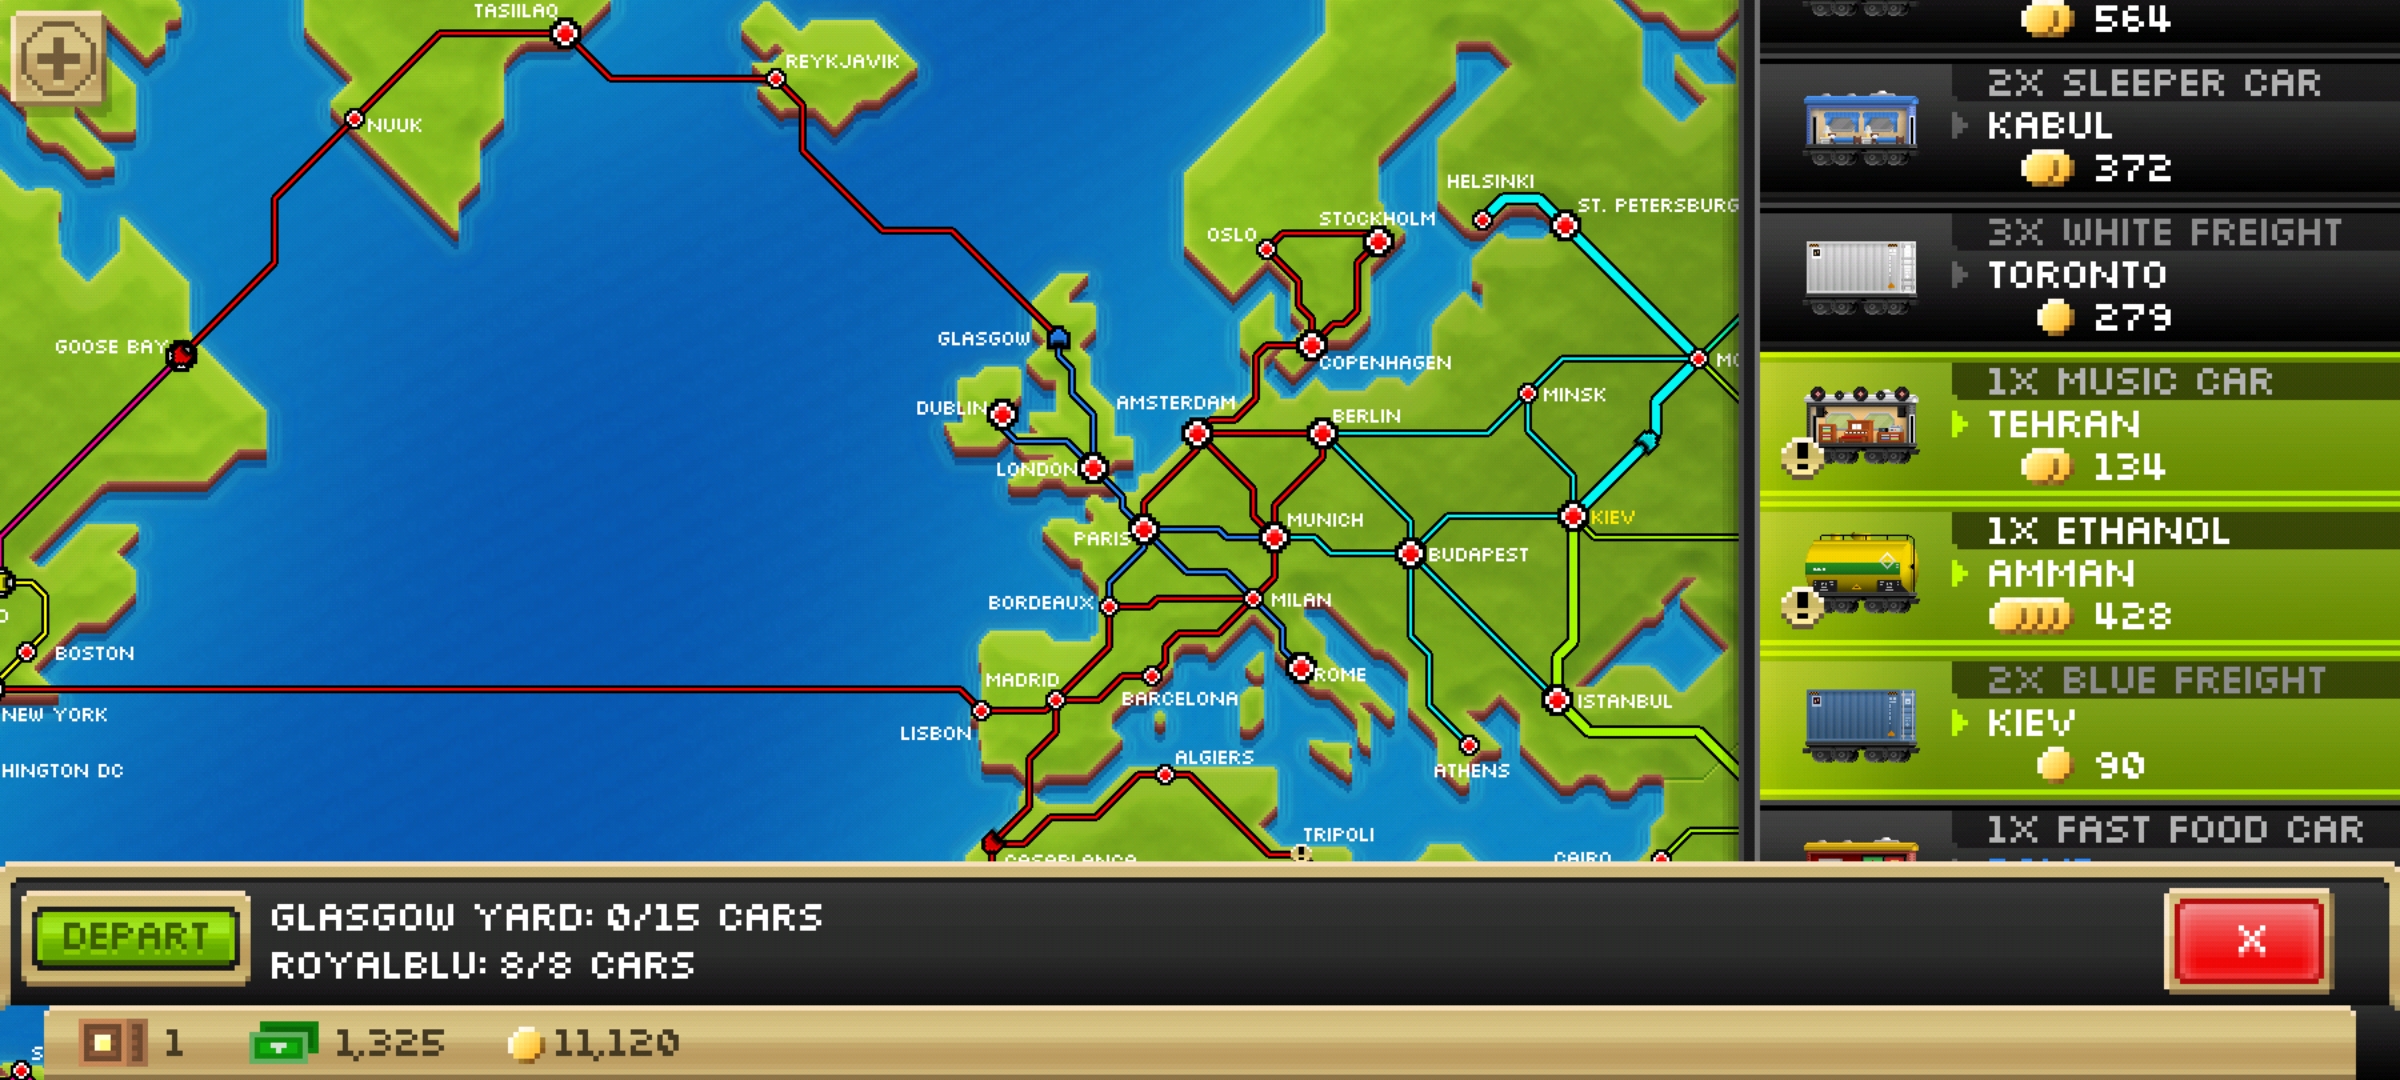 TASIILAQ
REYKJAVIK
NUUK
HELSINKI
ST. PETERSBURG
STOCKHOLM
OSLO
GLASGOW
GOOSE BAY
COPENHAGEN
MINSK
DUBLIN
AMSTERDAM
BERLIN
LONDON
MUNICH
KIEV
PARIS
BUDAPEST
BORDEAUX
MILAN
BOSTON
MADRID
ROME
BARCELONA
ISTANBUL
NEW YORK
LISBON
ALGIERS
ATHENS
HINGTON DC
TRIPOLI
CASABLANCA
CAIRO
564
2X SLEEPER CAR
KABUL
372
3X WHITE FREIGHT
TORONTO
279
1X MUSIC CAR
TEHRAN
134
1X ETHANOL
AMMAN
428
2X BLUE FREIGHT
KIEV
90
1X FAST FOOD CAR
DEPART
GLASGOW YARD: 0/15 CARS
ROYALBLU: 8/8 CARS
X
1
1,325
11,120